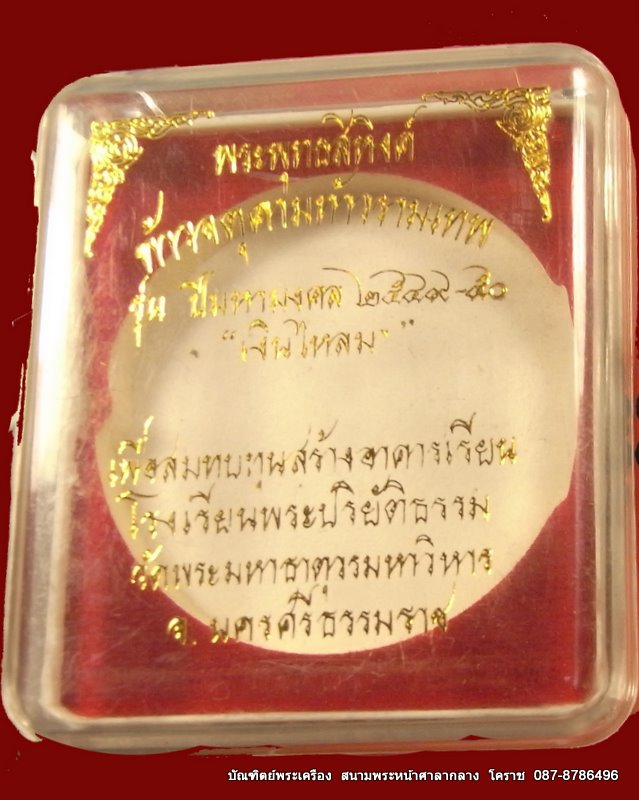 พระพุทธสิหิงค์
ท้าวจตุคามท้าวรามเทพ
รุ่น ปีมหามงคล ๒๕๔๙-๕๐
"เงินไหลมา"
เพื่อสมทบทุนสร้างอาคารเรียน
โรงเรียนพระปริยัติธรรม
วัดพระมหาธาตุวรมหาวิหาร
จ. นครศรีธรรมราช
บัณฑิตย์พระเครื่อง สนามพระหน้าศาลากลาง โคราช 087-8786496